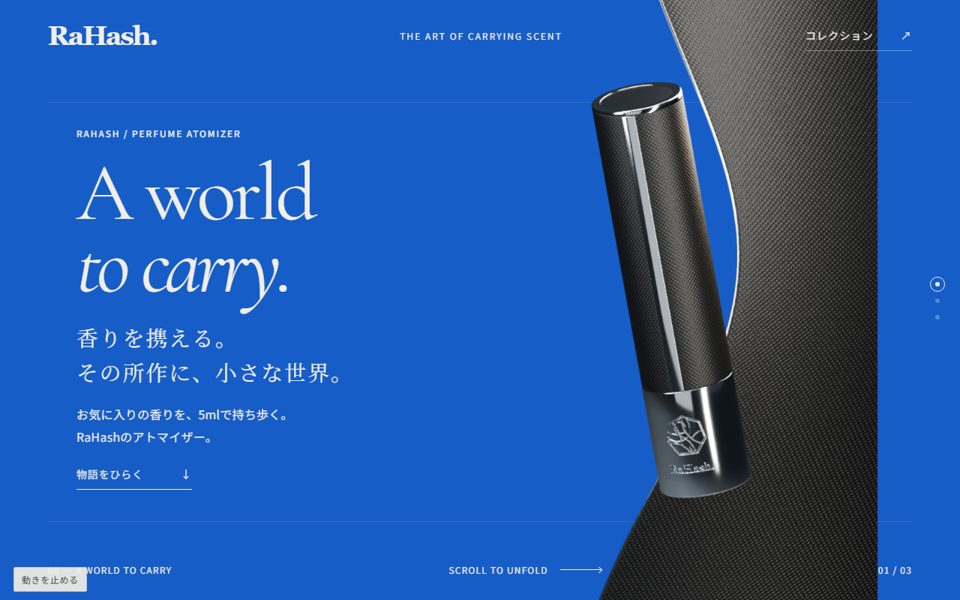 RaHash.
THE ART OF CARRYING SCENT
コレクション ↗
RAHASH / PERFUME ATOMIZER
A world
to carry.
香りを携える。
その所作に、小さな世界。
お気に入りの香りを、5mlで持ち歩く。
RaHashのアトマイザー。
物語をひらく ↓
RaHash
WORLD TO CARRY
動きを止める
SCROLL TO UNFOLD
01 / 03